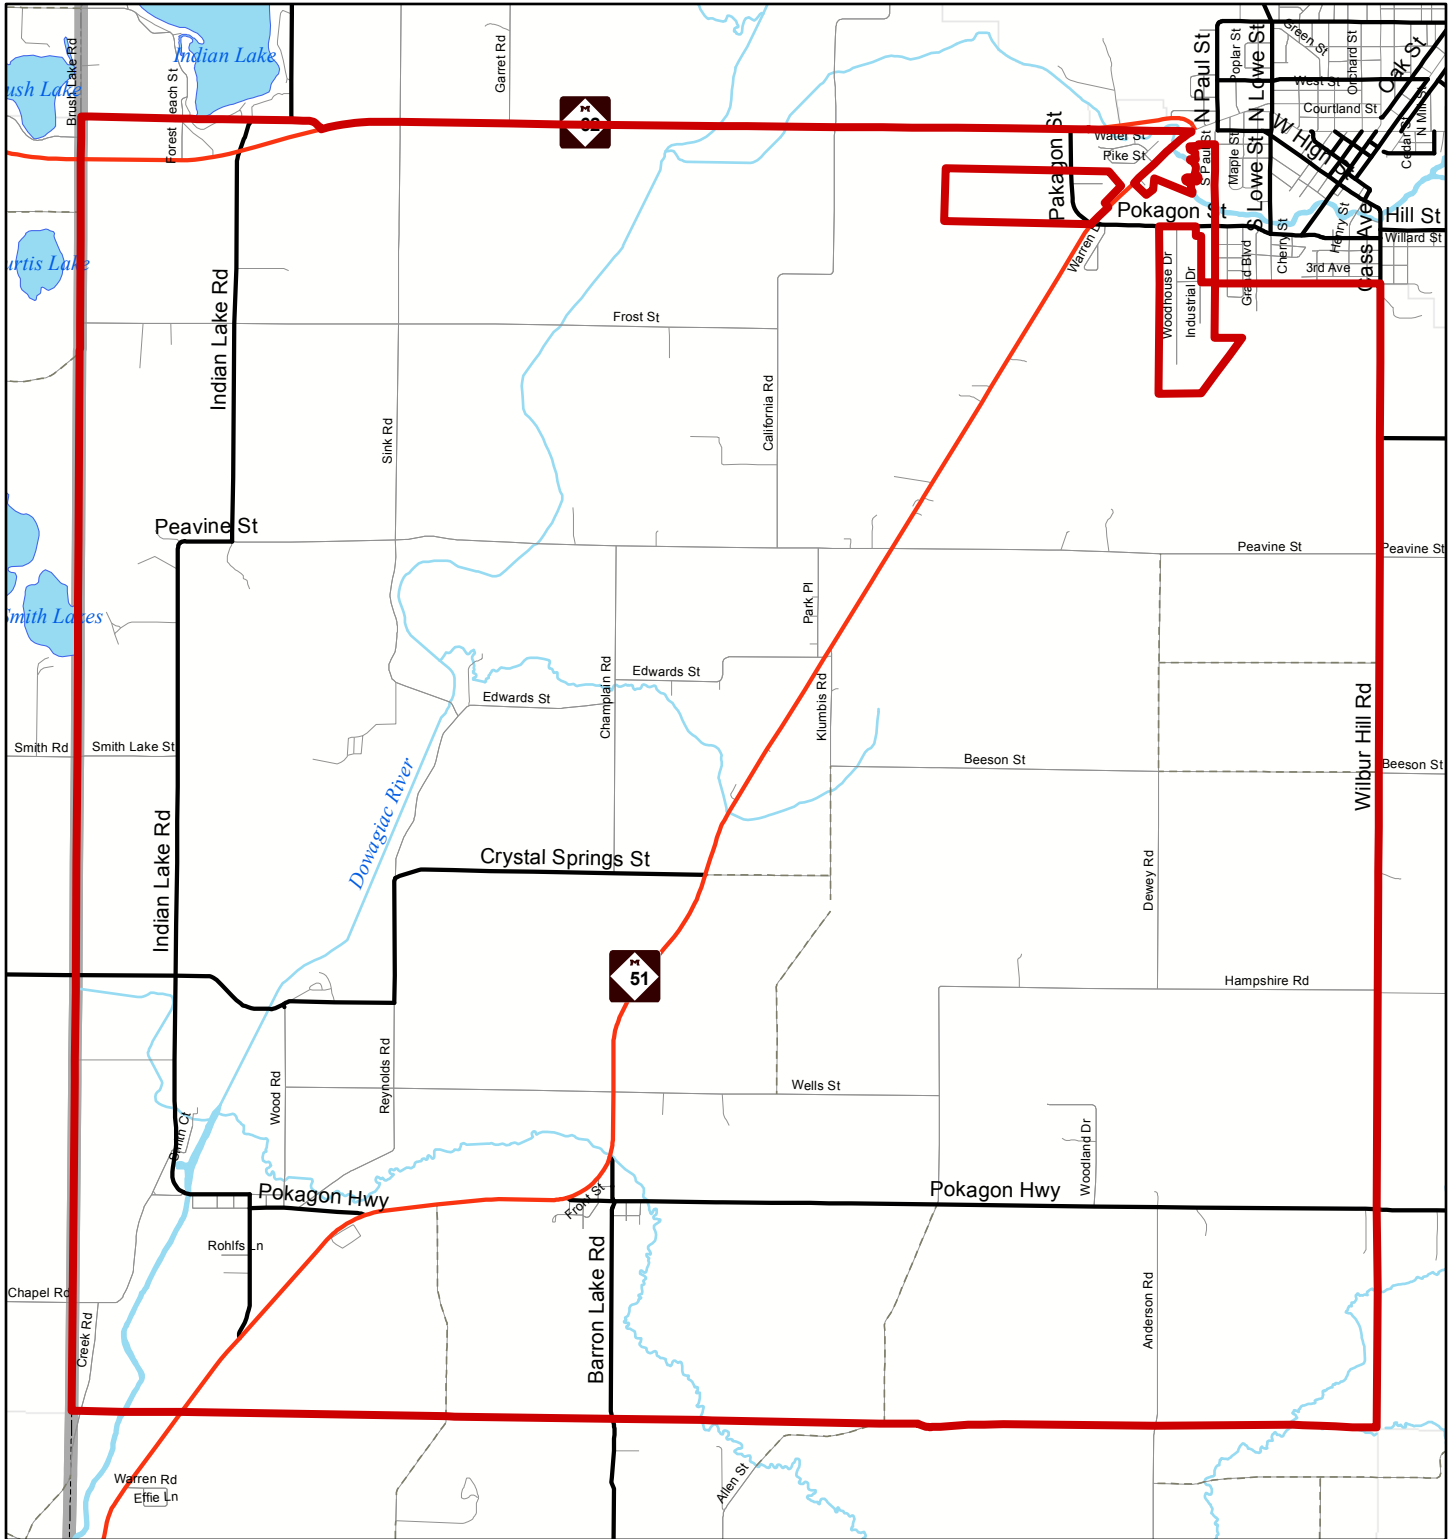 Indian Lake
ush Lake
Brush Lake Rd
Forest Beach St
Garret Rd
M
62
N Paul St
Poplar St
N Lowe St
Green St
Orchard St
Oak St
West St
Courtland St
N Mill St
Cedar St
W High St
Water St
Pike St
Pakagon St
S Paul St
Maple St
S Lowe St
Pokagon St
Hill St
Willard St
Henry St
Cass Ave
Cherry St
3rd Ave
Grand Blvd
Warren
Woodhouse Dr
Industrial Dr
urtis Lake
Indian Lake Rd
Frost St
California Rd
Sink Rd
Peavine St
Peavine St
Peavine St
Smith Lakes
Park Pl
Edwards St
Edwards St
Champlain Rd
Klumbis Rd
Smith Rd
Smith Lake St
Beeson St
Beeson St
Wilbur Hill Rd
Dowagiac River
Indian Lake Rd
Crystal Springs St
Dewey Rd
M
51
Hampshire Rd
Wells St
Wood Rd
Reynolds Rd
Smith Ct
Woodland Dr
Pokagon Hwy
Pokagon Hwy
Front St
Rohlfs Ln
Barron Lake Rd
Anderson Rd
Chapel Rd
Creek Rd
Warren Rd
Effie Ln
Allen St